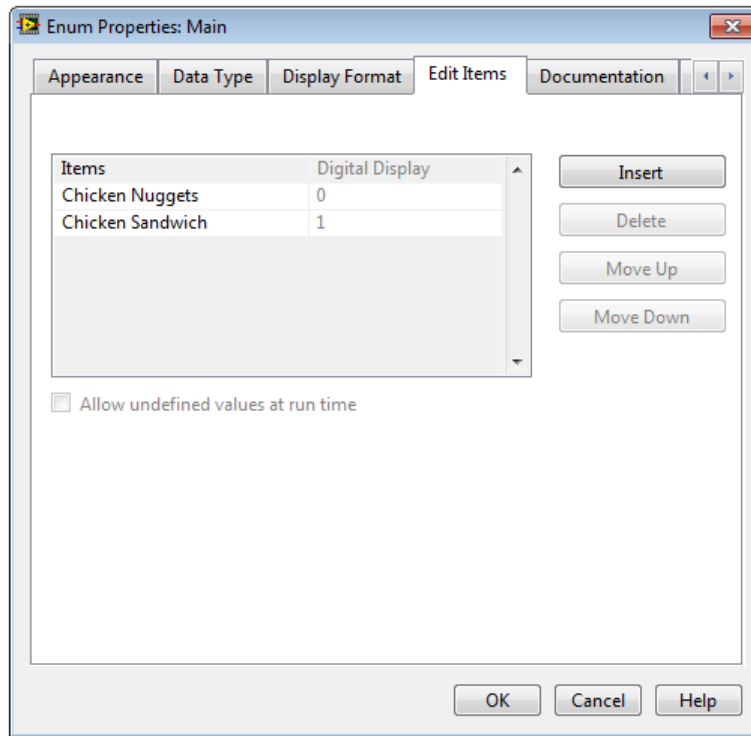 Enum Properties: Main
Appearance Data Type Display Format Edit Items Documentation
Items Digital Display
Chicken Nuggets 0
Chicken Sandwich 1
Insert
Delete
Move Up
Move Down
Allow undefined values at run time
OK Cancel Help